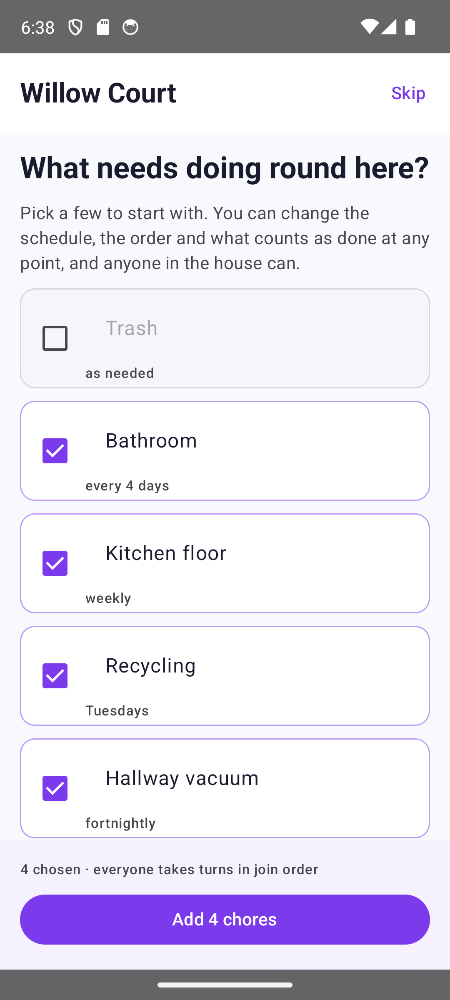 6:38
Willow Court
Skip
What needs doing round here?
Pick a few to start with. You can change the
schedule, the order and what counts as done at any
point, and anyone in the house can.
Trash
as needed
Bathroom
every 4 days
Kitchen floor
weekly
Recycling
Tuesdays
Hallway vacuum
fortnightly
4 chosen · everyone takes turns in join order
Add 4 chores